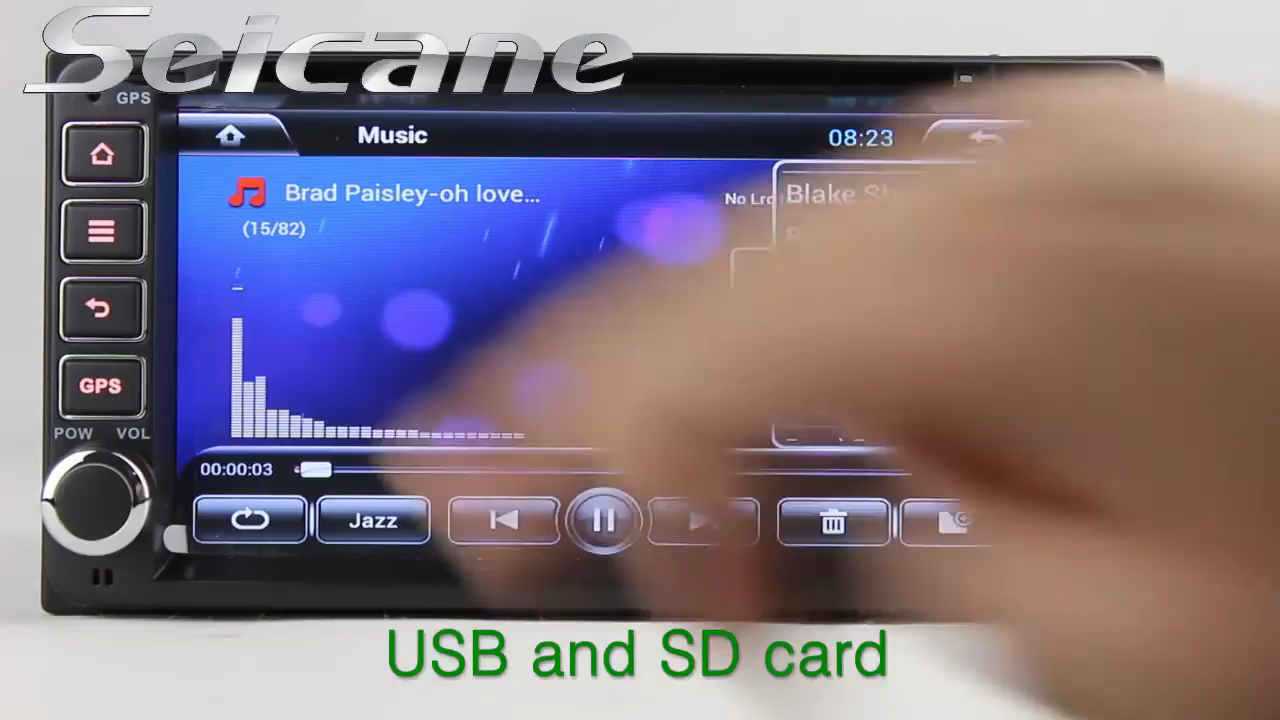 Seicane
GPS
Music
08:23
Brad Paisley-oh love...
(15/82)
No
Blake
GPS
POW VOL
00:00:03
Jazz
USB and SD card